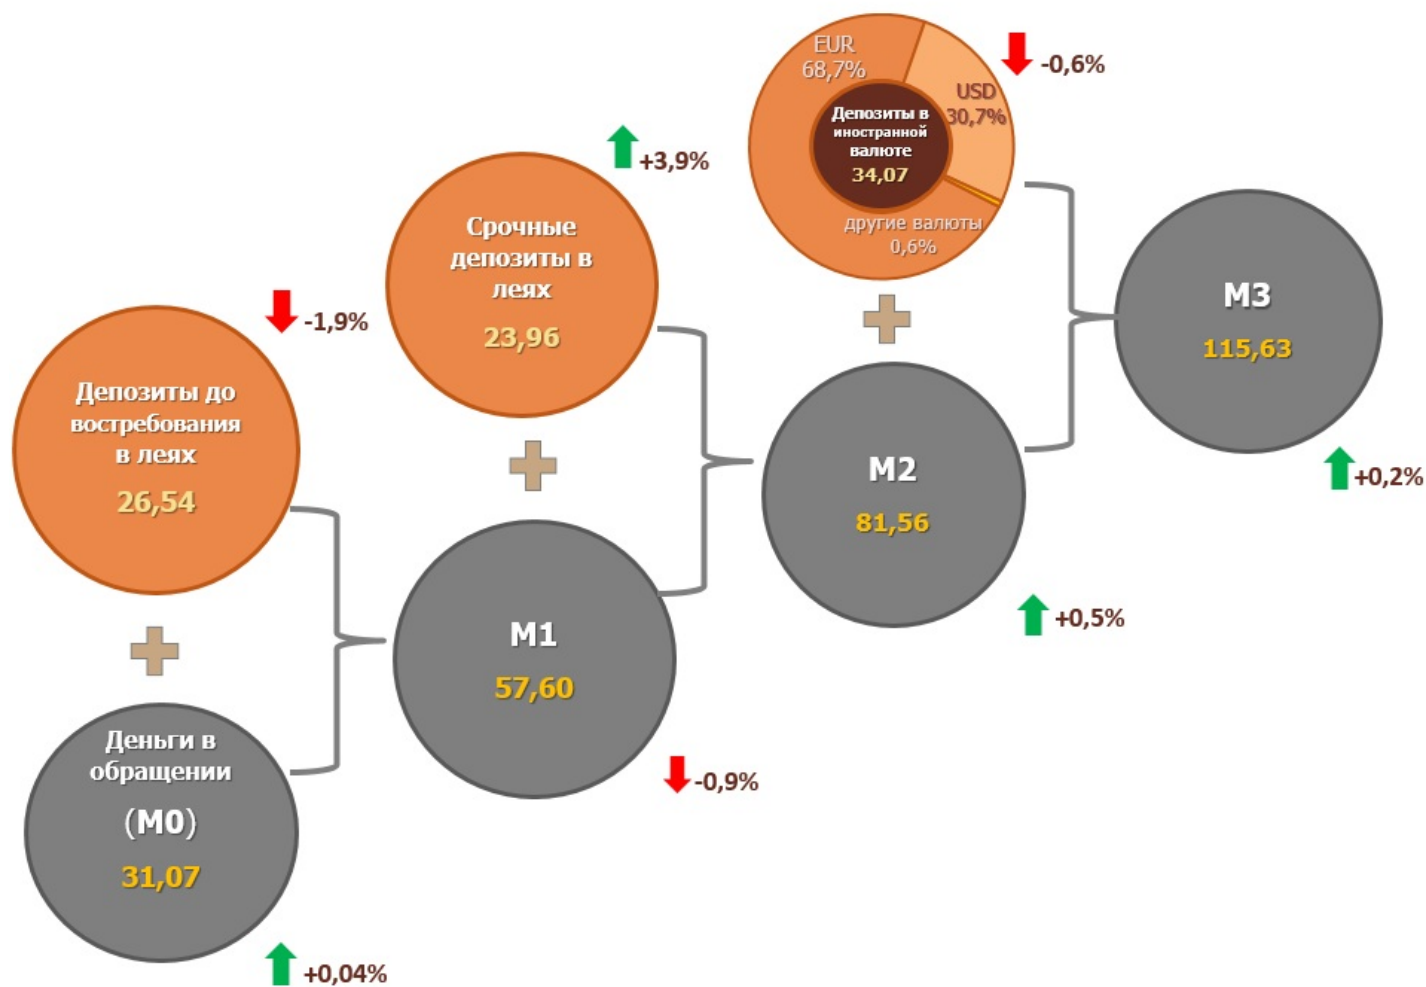 EUR
68,7%
-0,6%
USD
30,7%
Депозиты в
иностранной
валюте
34,07
другие валюты
0,6%
+3,9%
Срочные
депозиты в
леях
23,96
-1,9%
Депозиты до
востребования
в леях
26,54
M3
115,63
+0,2%
M2
81,56
+0,5%
M1
57,60
-0,9%
Деньги в
обращении
(M0)
31,07
+0,04%